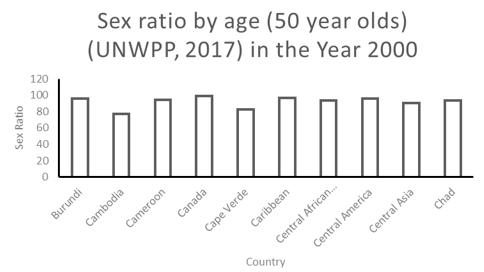 Sex ratio by age (50 year olds)
(UNWPP, 2017) in the Year 2000
120
100
80
60
40
20
0
Sex Ratio
Burundi
Cambodia
Cameroon
Canada
Cape Verde
Caribbean
Central African...
Central America
Central Asia
Chad
Country